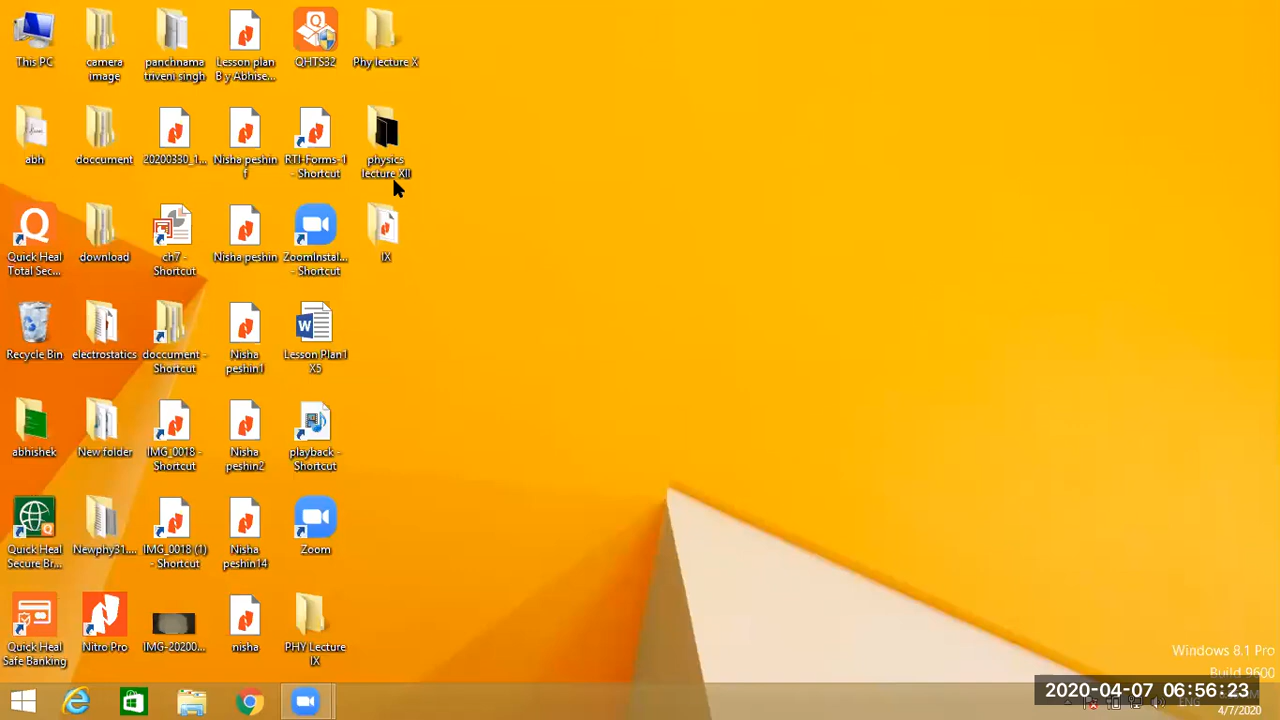 This PC
camera
image
panchnama
triveni singh
Lesson plan
B y Abhise...
QHTS32
Phy lecture X
abh
doccument
20200330_1...
Nisha peshin
f
RTI-Forms-1
- Shortcut
physics
lecture XII
Quick Heal
Total Sec...
download
ch7 -
Shortcut
Nisha peshin
ZoomInstal...
- Shortcut
IX
Recycle Bin
electrostatics
doccument -
Shortcut
Nisha
peshin1
Lesson Plan1
X5
abhishek
New folder
IMG_0018 -
Shortcut
Nisha
peshin2
playback -
Shortcut
Quick Heal
Secure Br...
Newphy31....
IMG_0018 (1)
- Shortcut
Nisha
peshin14
Zoom
Quick Heal
Safe Banking
Nitro Pro
IMG-20200...
nisha
PHY Lecture
IX
Windows 8.1 Pro
Build 9600
2020-04-07 06:56:23
ENG
4/7/2020